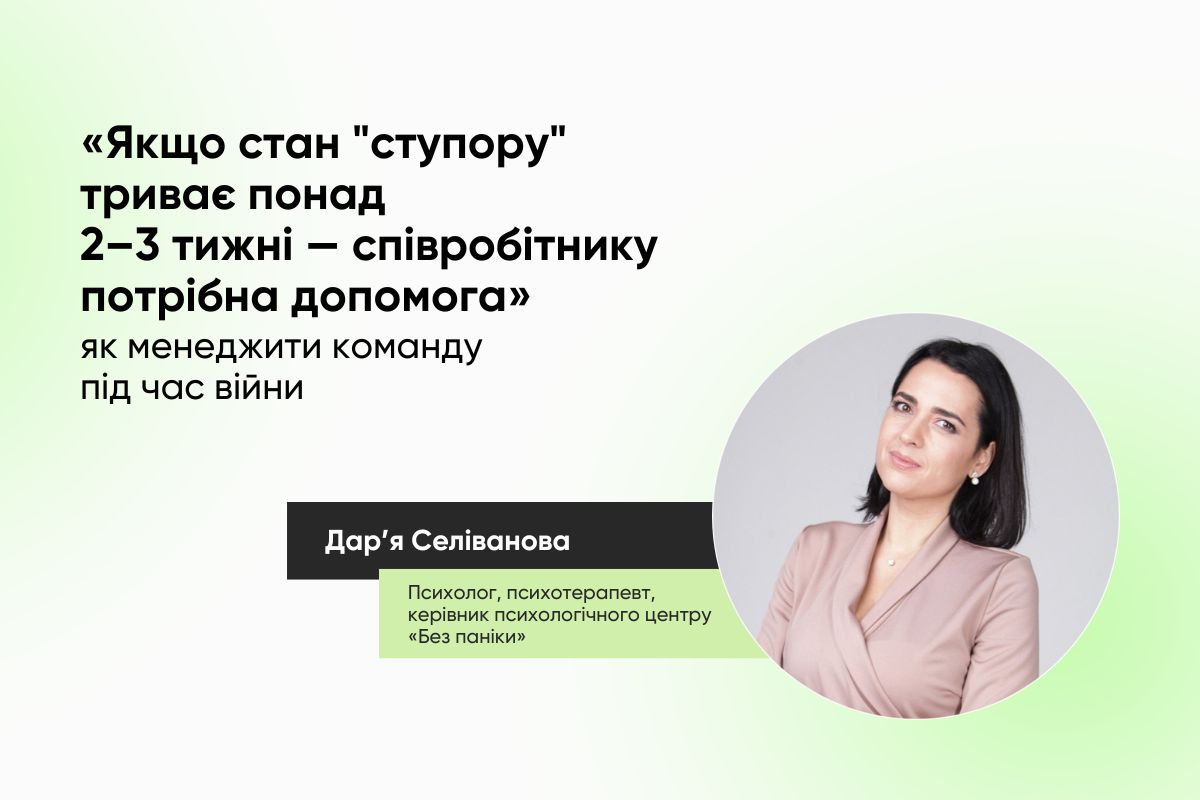 «Якщо стан "ступору"
триває понад
2–3 тижні — співробітнику
потрібна допомога»
як менеджити команду
під час війни
Дар’я Селіванова
Психолог, психотерапевт,
керівник психологічного центру
«Без паніки»